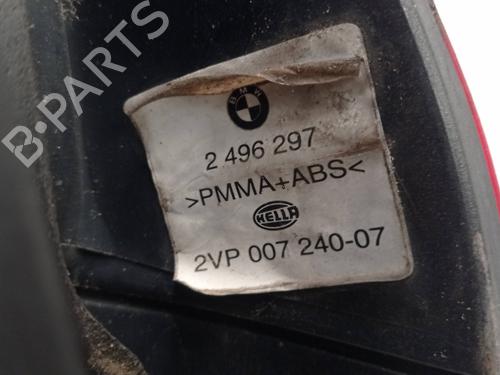 B-PARTS
BMW
2 496 297
>PMMA+ABS<
HELLA
2VP 007 240-07